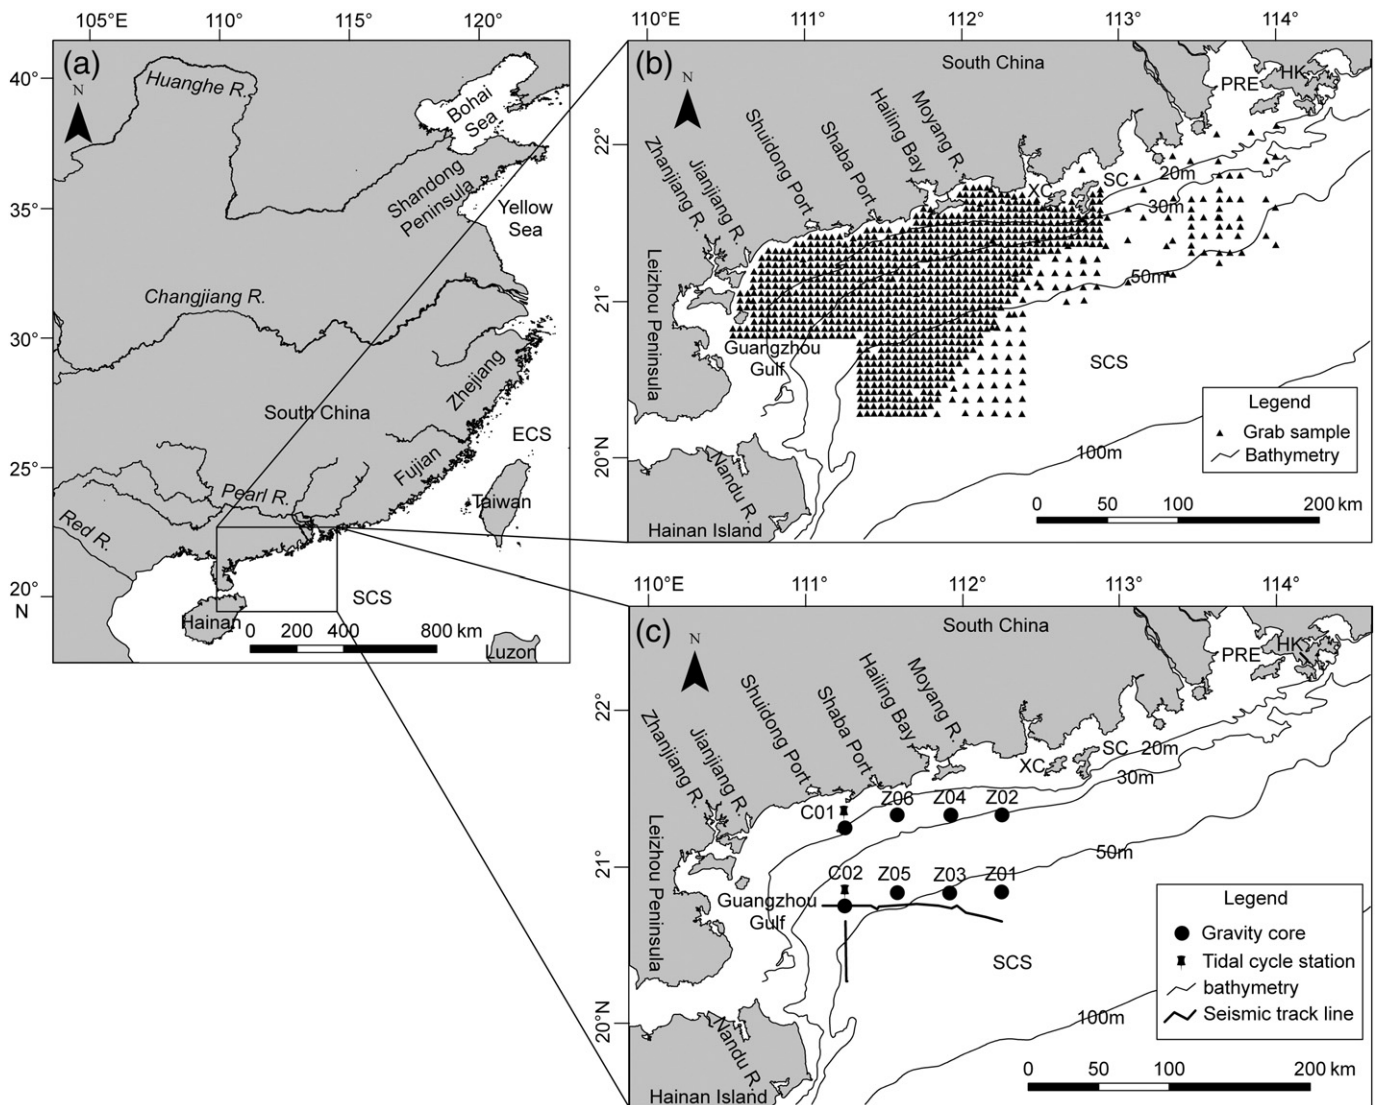 105°E 110° 115° 120°
(a)
40°
35°
30°
25°
20°
N
N
Huanghe R.
Bohai
Sea
Shandong
Peninsula
Yellow
Sea
Changjiang R.
Zhejiang
South China
ECS
Fujian
Taiwan
Pearl R.
Red R.
SCS
Hainan
Luzon
0 200 400 800 km
110°E 111° 112° 113° 114°
(b)
N
22°
21°
20°N
South China
PRE
HK
Moyang R.
Hailing Bay
Shaba Port
Shuidong Port
Jianjiang R.
Zhanjiang R.
XC
SC
20m
30m
50m
100m
Leizhou Peninsula
Guangzhou
Gulf
SCS
Nandu R.
Hainan Island
Legend
Grab sample
Bathymetry
0 50 100 200 km
110°E 111° 112° 113° 114°
(c)
N
22°
21°
20°N
South China
PRE
HK
Moyang R.
Hailing Bay
Shaba Port
Shuidong Port
Jianjiang R.
Zhanjiang R.
XC
SC 20m
30m
50m
100m
C01 Z06 Z04 Z02
C02 Z05 Z03 Z01
Leizhou Peninsula
Guangzhou
Gulf
SCS
Nandu R.
Hainan Island
Legend
Gravity core
Tidal cycle station
bathymetry
Seismic track line
0 50 100 200 km